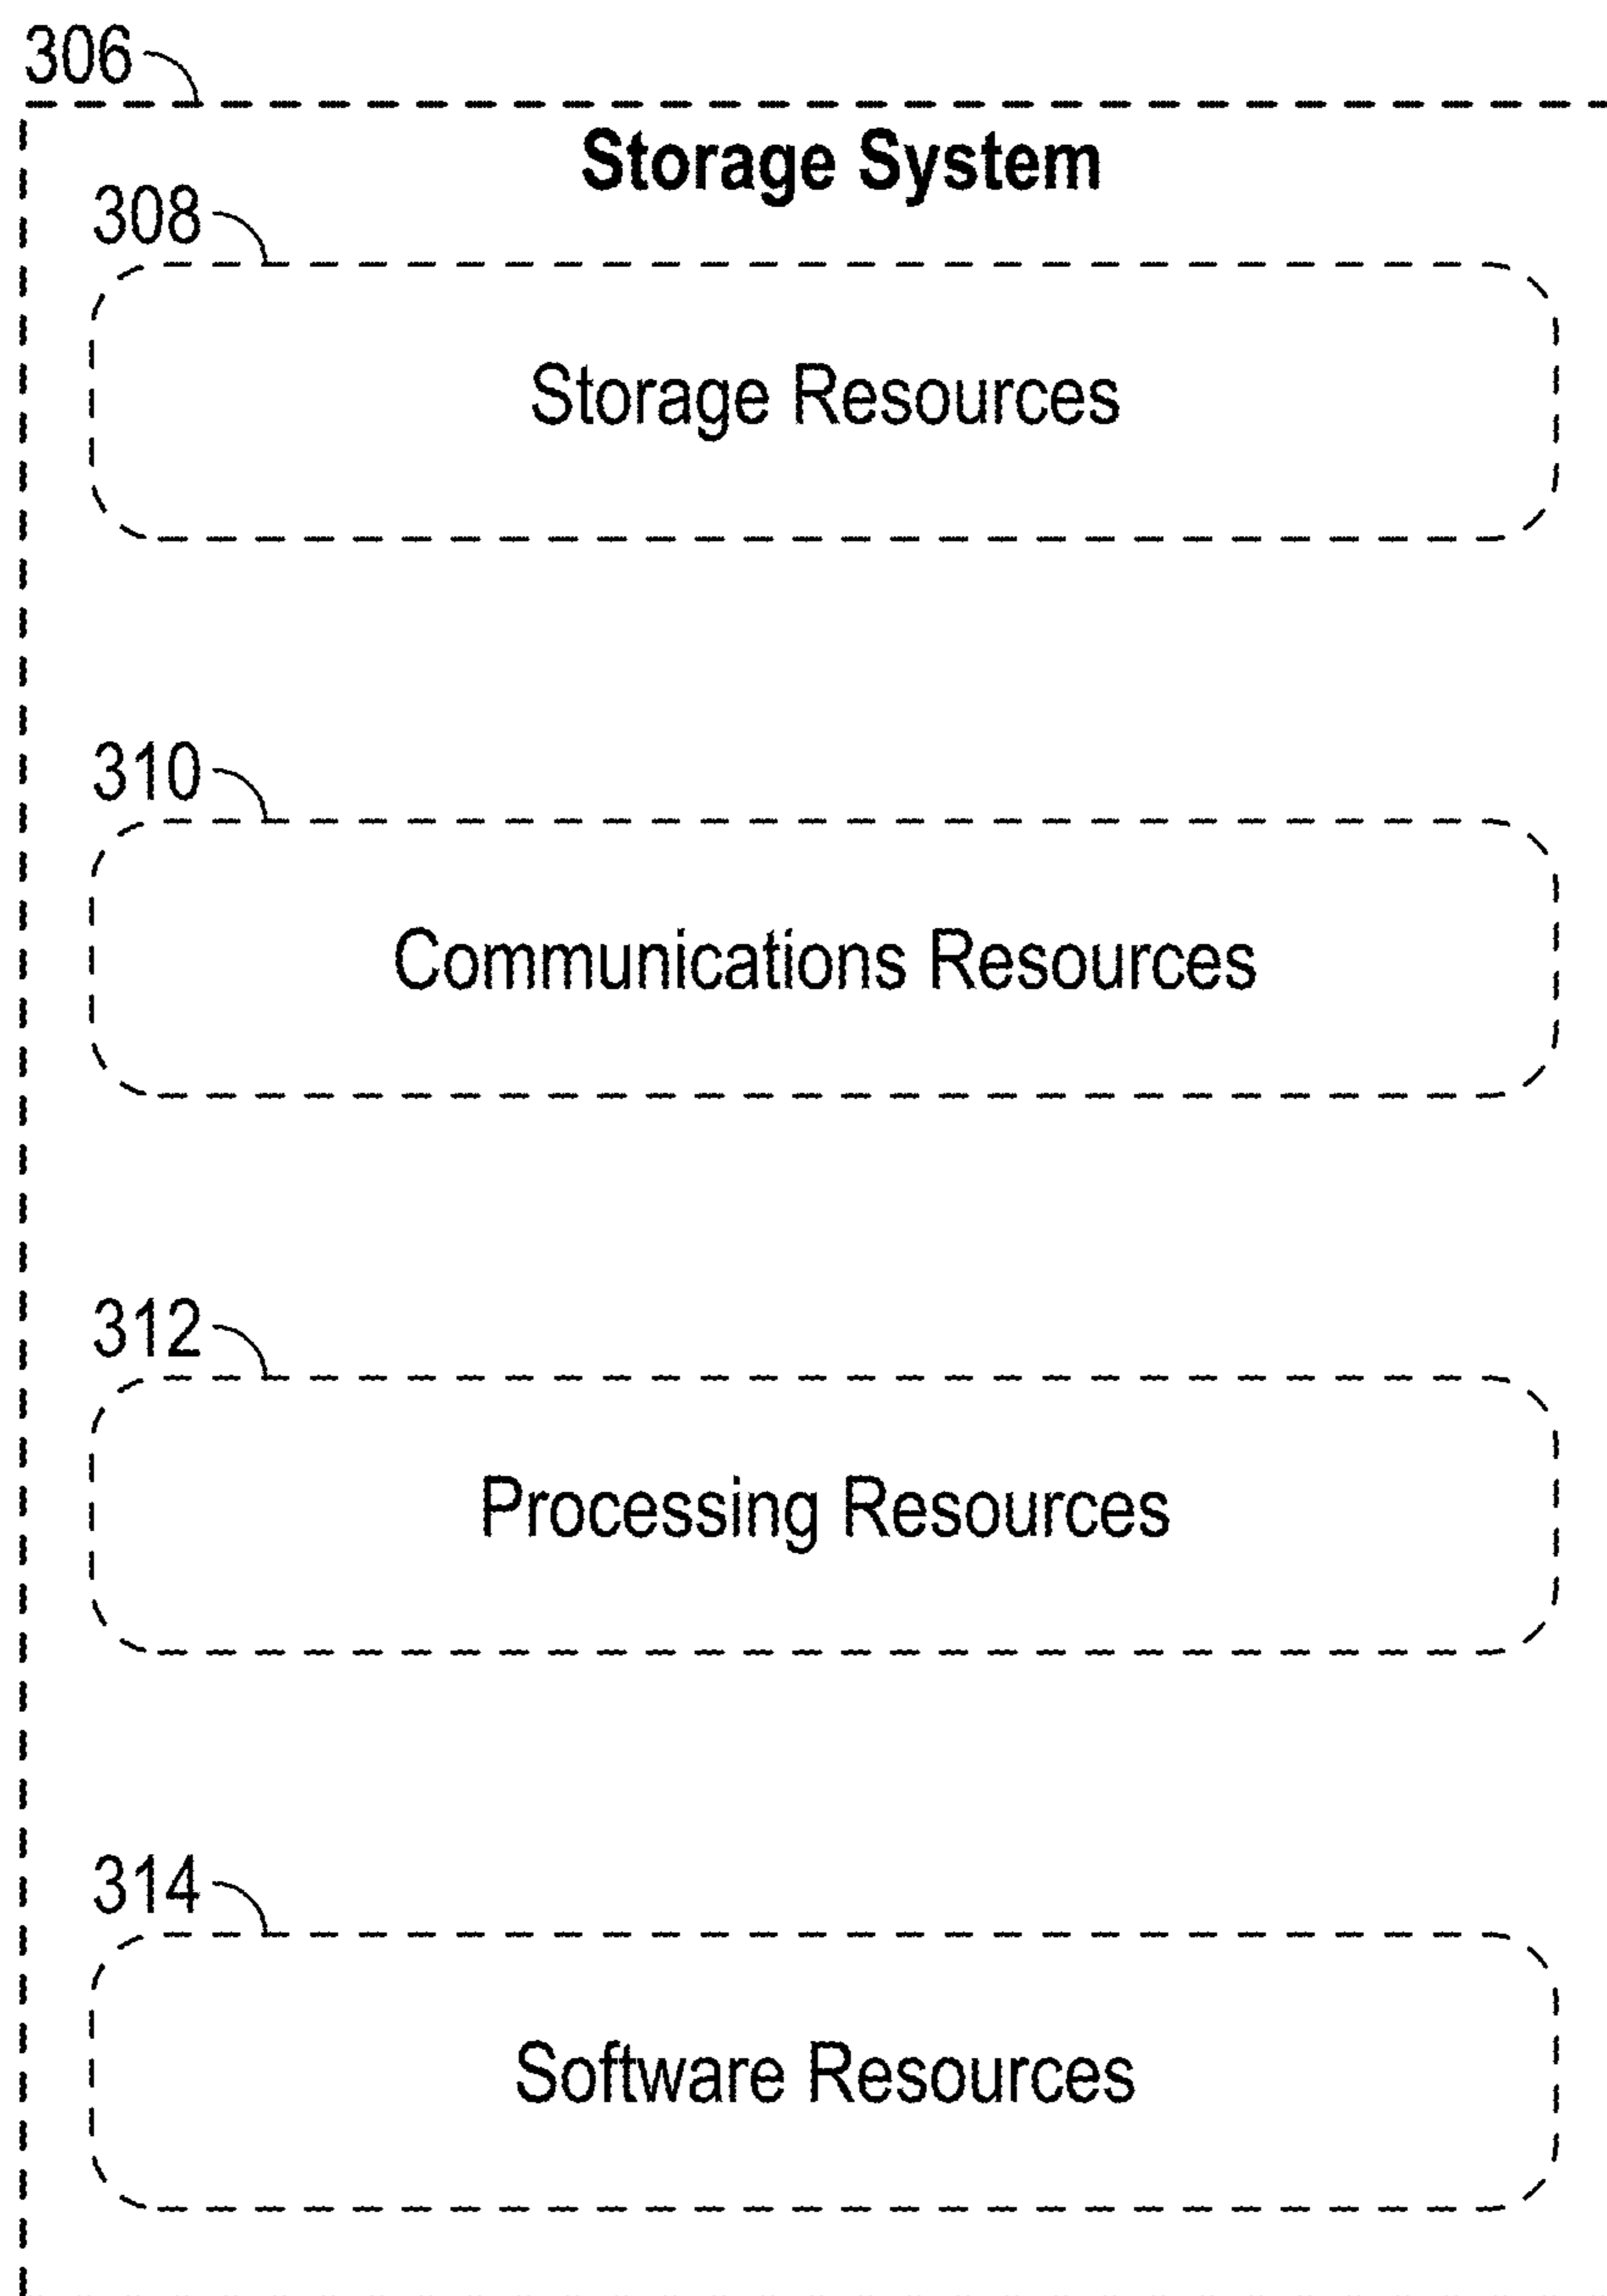 306
Storage System
308
Storage Resources
310
Communications Resources
312
Processing Resources
314
Software Resources